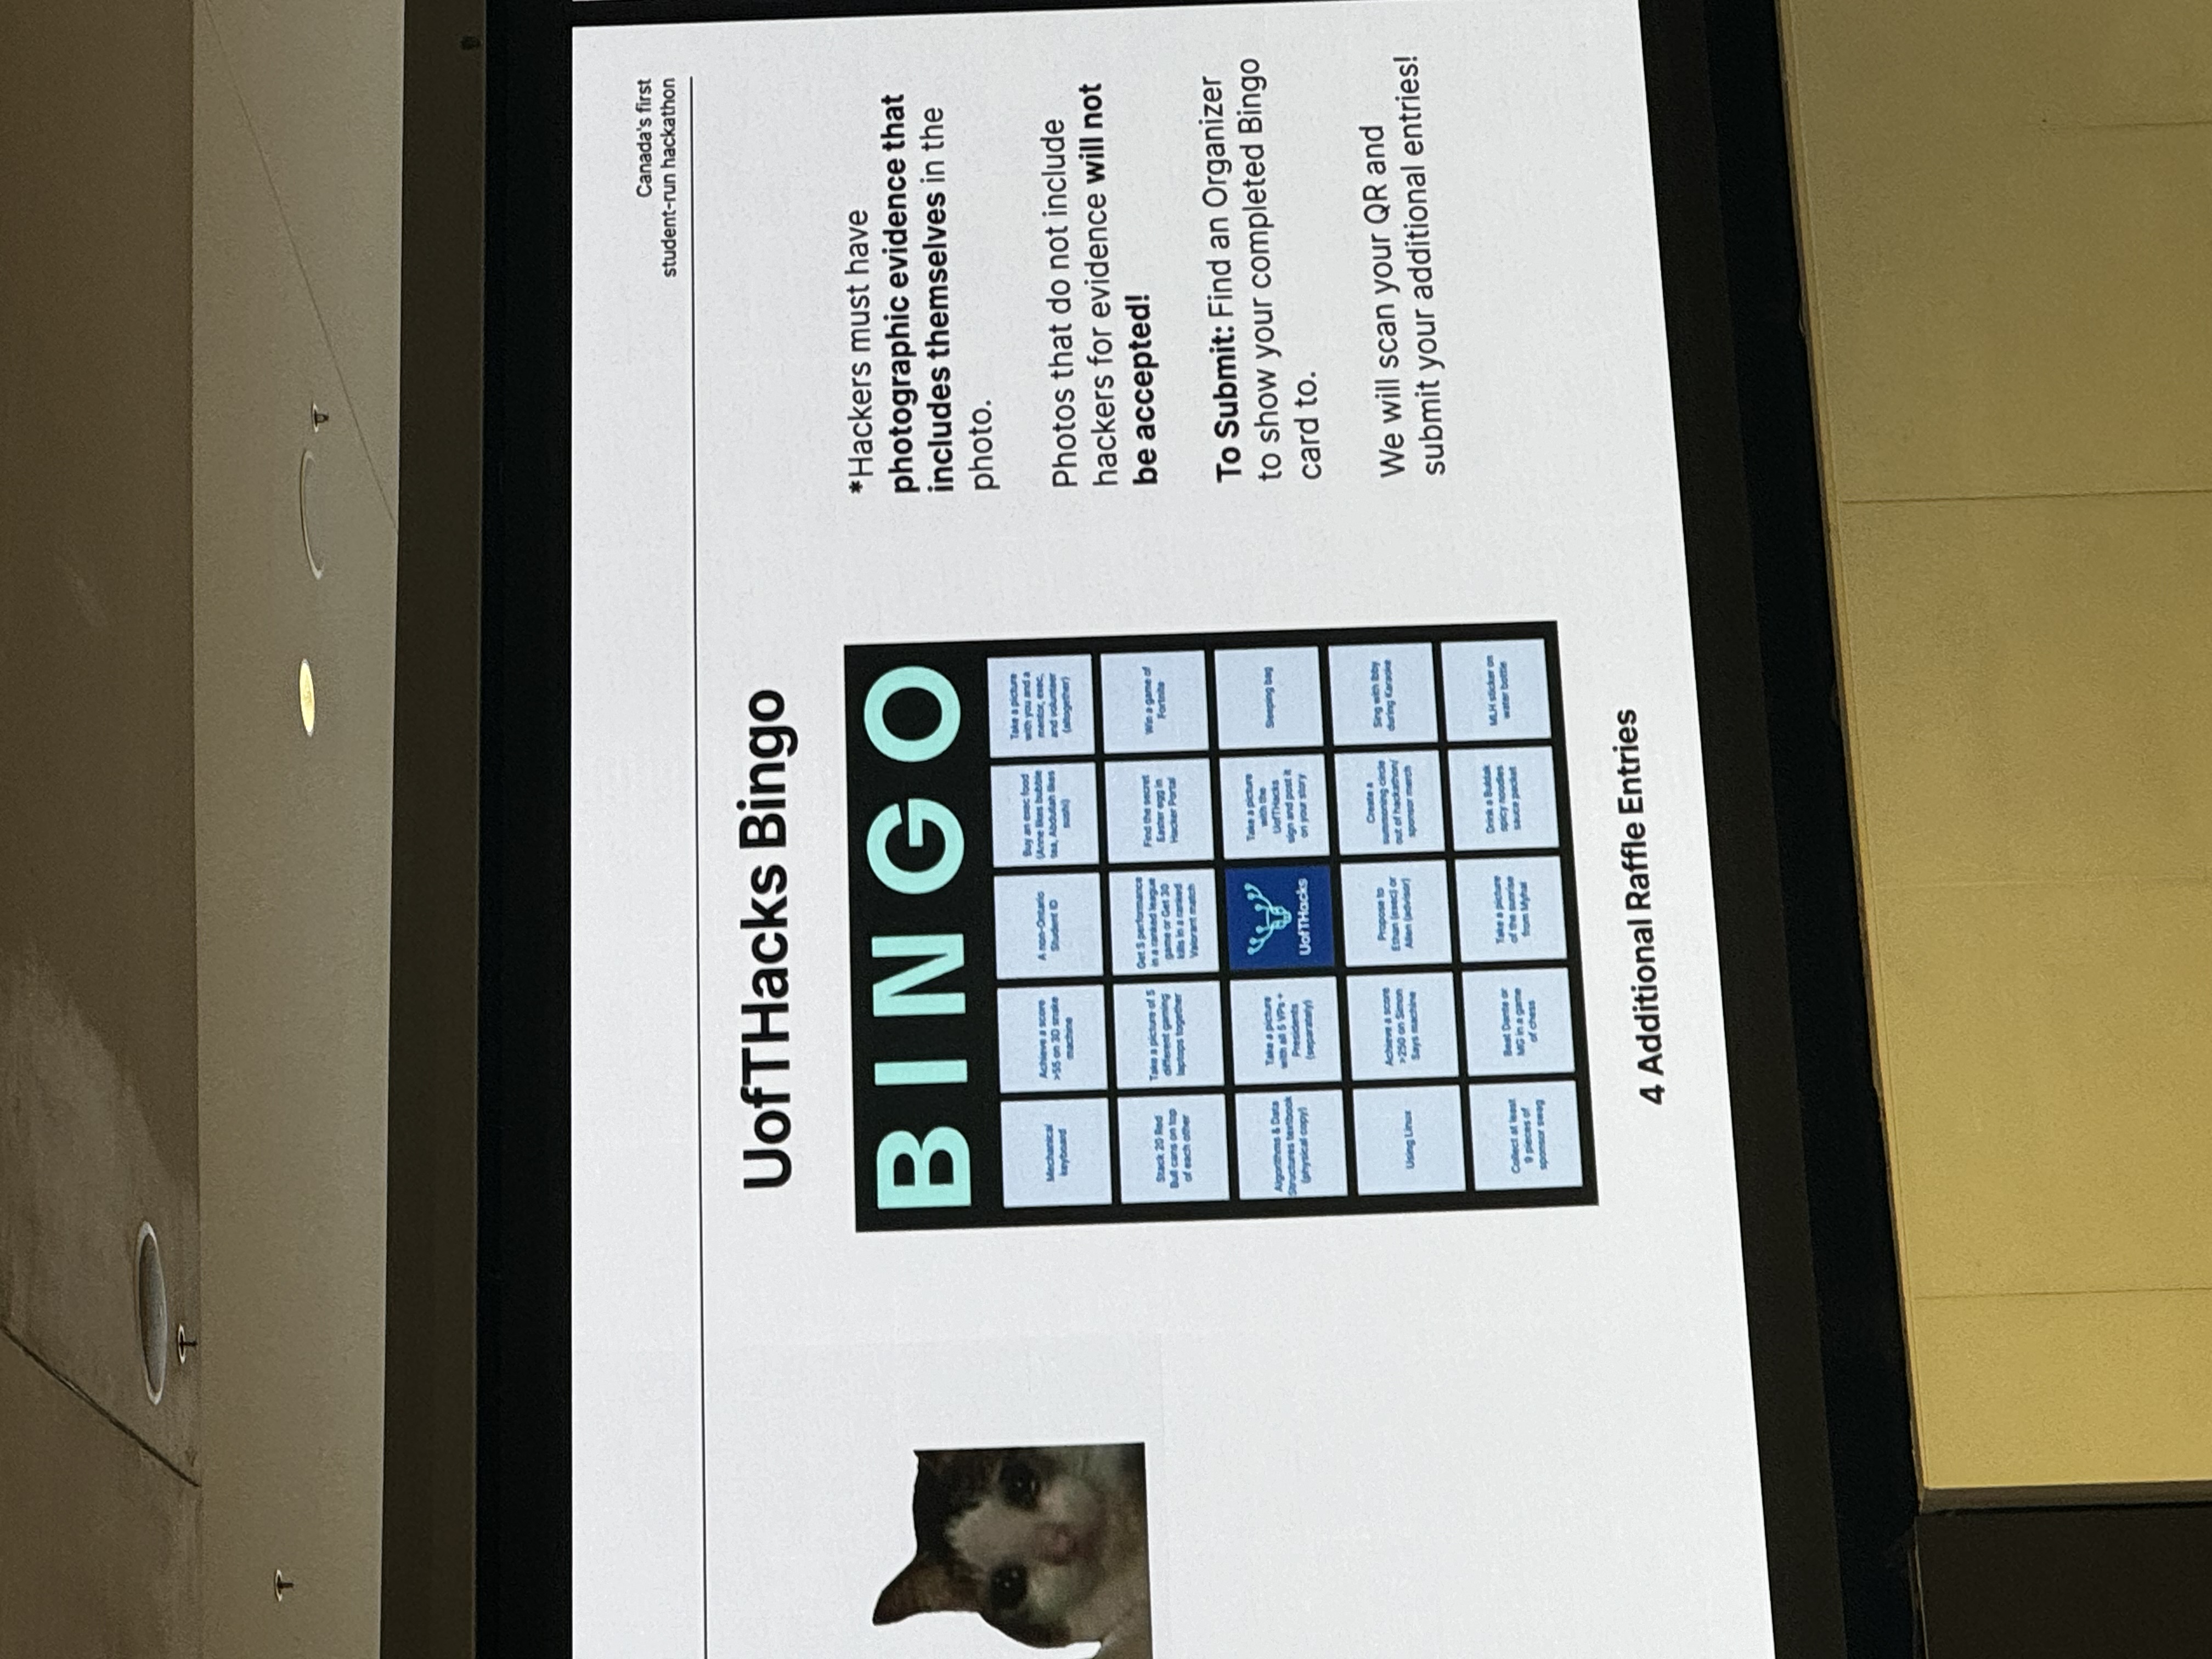 Canada's first
student-run hackathon
UofTHacks Bingo
BINGO
Mechanical
keyboard
Achieve a score
>55 on 3D snake
machine
A non-Ontario
Student ID
Buy an exec food
(Anne likes bubble
tea, Abdullah likes
sushi)
Take a picture
with you and a
mentor, exec,
and volunteer
(altogether)
Stack 20 Red
Bull cans on top
of each other
Take a picture of 5
different gaming
laptops together
Get S performance
in a ranked league
game or Get 30
kills in a ranked
Valorant match
Find the secret
Easter egg in
Hacker Portal
Win a game of
Fortnite
Algorithms & Data
Structures textbook
(physical copy)
Take a picture
with all 5 VPs +
Presidents
(separately)
UofTHacks
Take a picture
with the
UofTHacks
sign and post it
on your story
Sleeping bag
Using Linux
Achieve a score
>250 on Simon
Says machine
Propose to
Ethan (exec) or
Allen (advisor)
Create a
summoning circle
out of hackathon/
sponsor merch
Sing with Ibby
during Karaoke
Collect at least
9 pieces of
sponsor swag
Beat Dante or
MG in a game
of chess
Take a picture
of the sunrise
from Myhal
Drink a Buldak
spicy noodles
sauce packet
MLH sticker on
water bottle
4 Additional Raffle Entries
*Hackers must have
photographic evidence that
includes themselves in the
photo.
Photos that do not include
hackers for evidence will not
be accepted!
To Submit: Find an Organizer
to show your completed Bingo
card to.
We will scan your QR and
submit your additional entries!